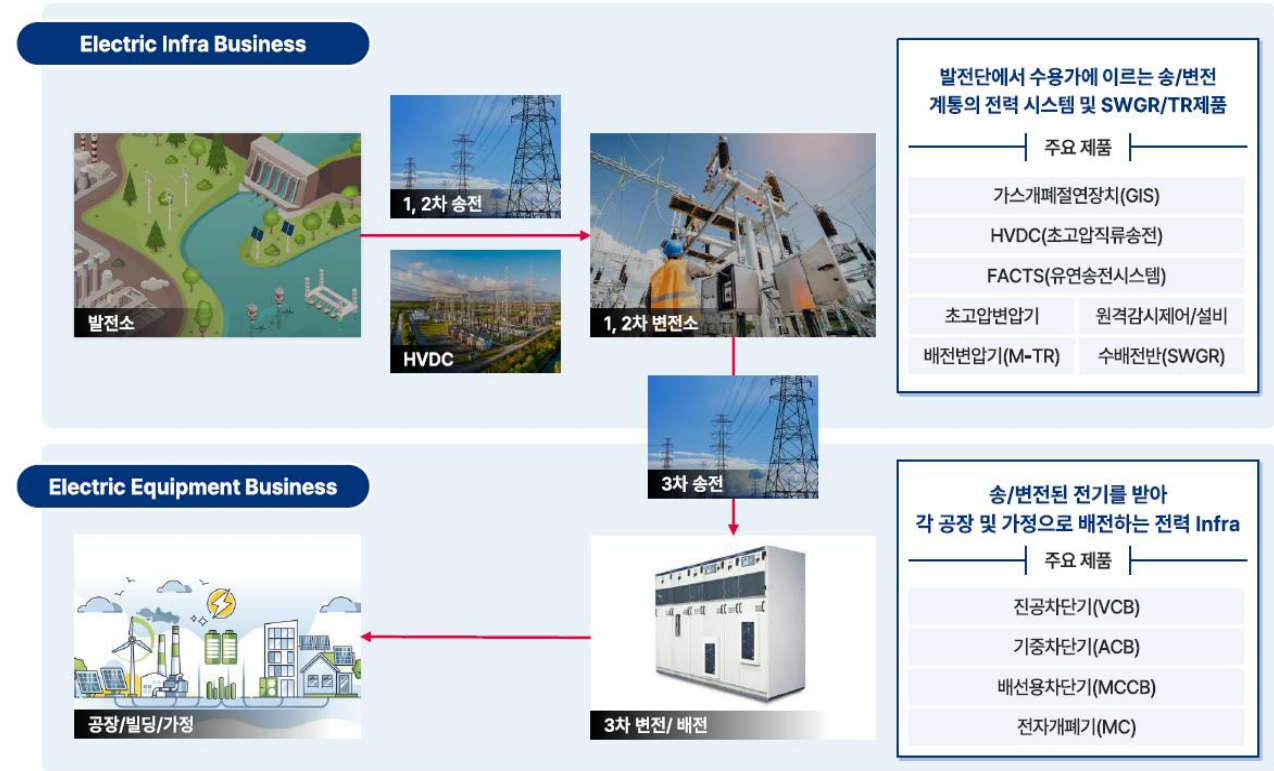 Electric Infra Business
발전소
1, 2차 송전
HVDC
1, 2차 변전소
발전단에서 수용가에 이르는 송/변전
계통의 전력 시스템 및 SWGR/TR제품
주요 제품
가스개폐절연장치(GIS)
HVDC(초고압직류송전)
FACTS(유연송전시스템)
초고압변압기
원격감시제어/설비
배전변압기(M-TR)
수배전반(SWGR)
3차 송전
Electric Equipment Business
공장/빌딩/가정
3차 변전/ 배전
송/변전된 전기를 받아
각 공장 및 가정으로 배전하는 전력 Infra
주요 제품
진공차단기(VCB)
기중차단기(ACB)
배선용차단기(MCCB)
전자개폐기(MC)